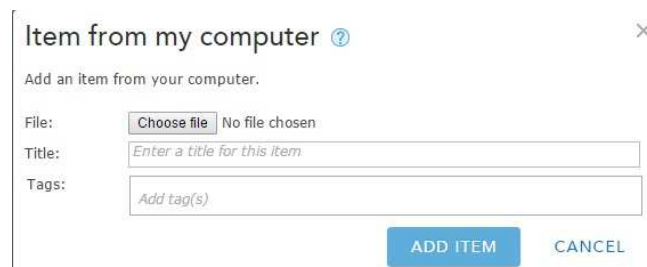 Item from my computer ?
Add an item from your computer.
File: Choose file No file chosen
Title: Enter a title for this item
Tags: Add tag(s)
ADD ITEM CANCEL